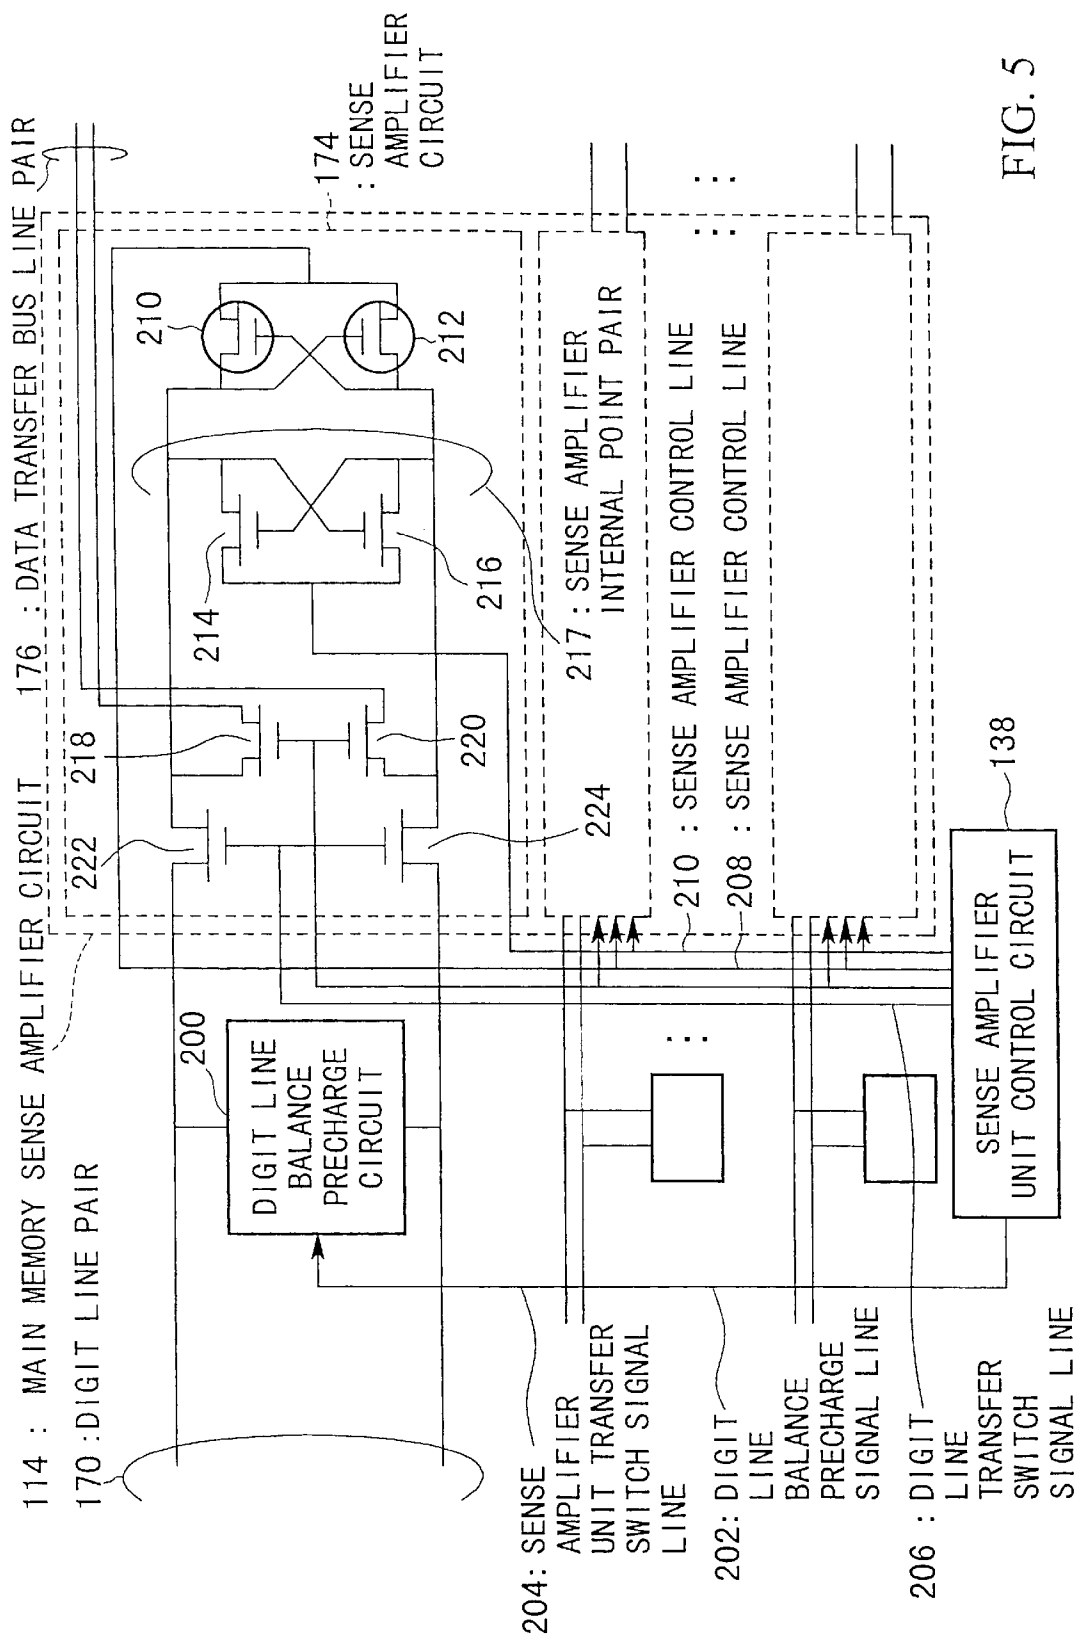 114 : MAIN MEMORY SENSE AMPLIFIER CIRCUIT
176 : DATA TRANSFER BUS LINE PAIR
170 :DIGIT LINE PAIR
174
: SENSE
AMPLIFIER
CIRCUIT
200
DIGIT LINE
BALANCE
PRECHARGE
CIRCUIT
222
218
214
210
224
220
216
212
217 : SENSE AMPLIFIER
INTERNAL POINT PAIR
210 : SENSE AMPLIFIER CONTROL LINE
208 : SENSE AMPLIFIER CONTROL LINE
204: SENSE
AMPLIFIER
UNIT TRANSFER
SWITCH SIGNAL
LINE
202: DIGIT
LINE
BALANCE
PRECHARGE
SIGNAL LINE
206 : DIGIT
LINE
TRANSFER
SWITCH
SIGNAL LINE
SENSE AMPLIFIER
UNIT CONTROL CIRCUIT
138
...
...
...
FIG. 5